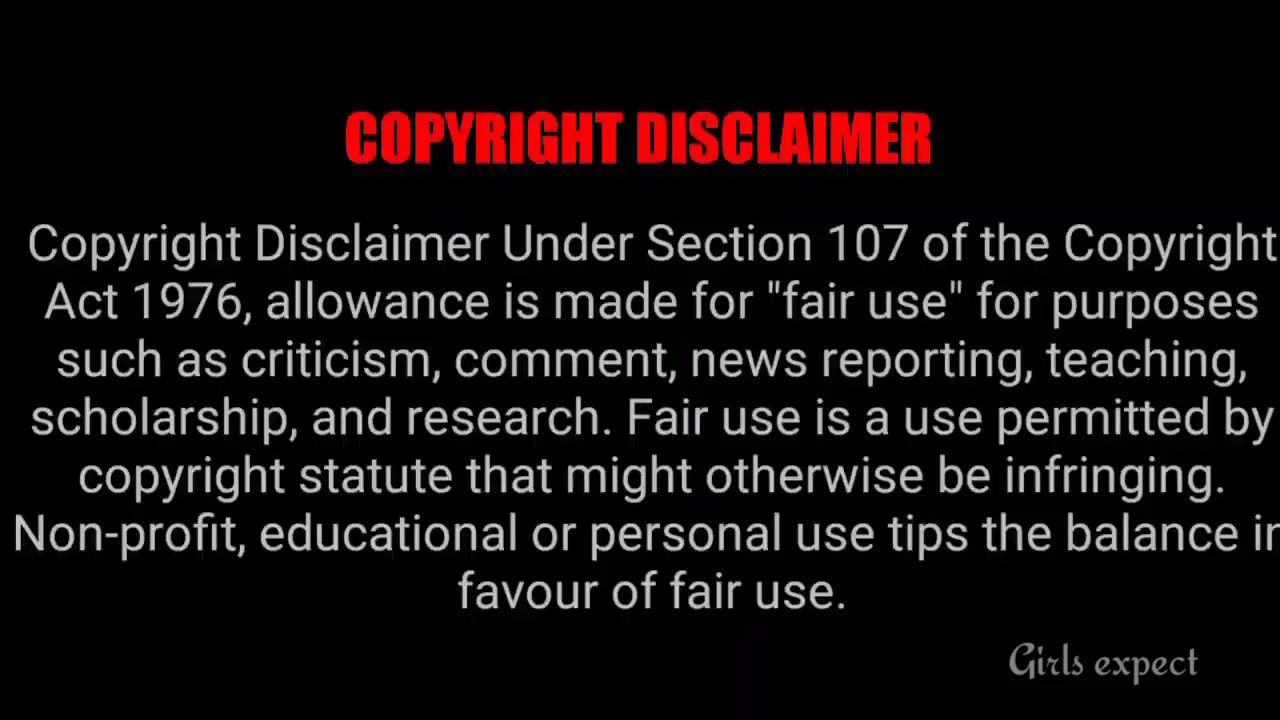 COPYRIGHT DISCLAIMER
Copyright Disclaimer Under Section 107 of the Copyright
Act 1976, allowance is made for "fair use" for purposes
such as criticism, comment, news reporting, teaching,
scholarship, and research. Fair use is a use permitted by
copyright statute that might otherwise be infringing.
Non-profit, educational or personal use tips the balance in
favour of fair use.
Girls expect